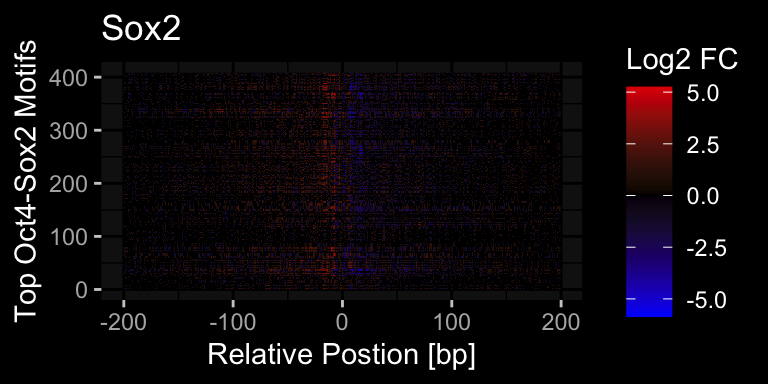 Sox2
Top Oct4-Sox2 Motifs
400
300
200
100
0
-200 -100 0 100 200
Relative Postion [bp]
Log2 FC
5.0
2.5
0.0
-2.5
-5.0